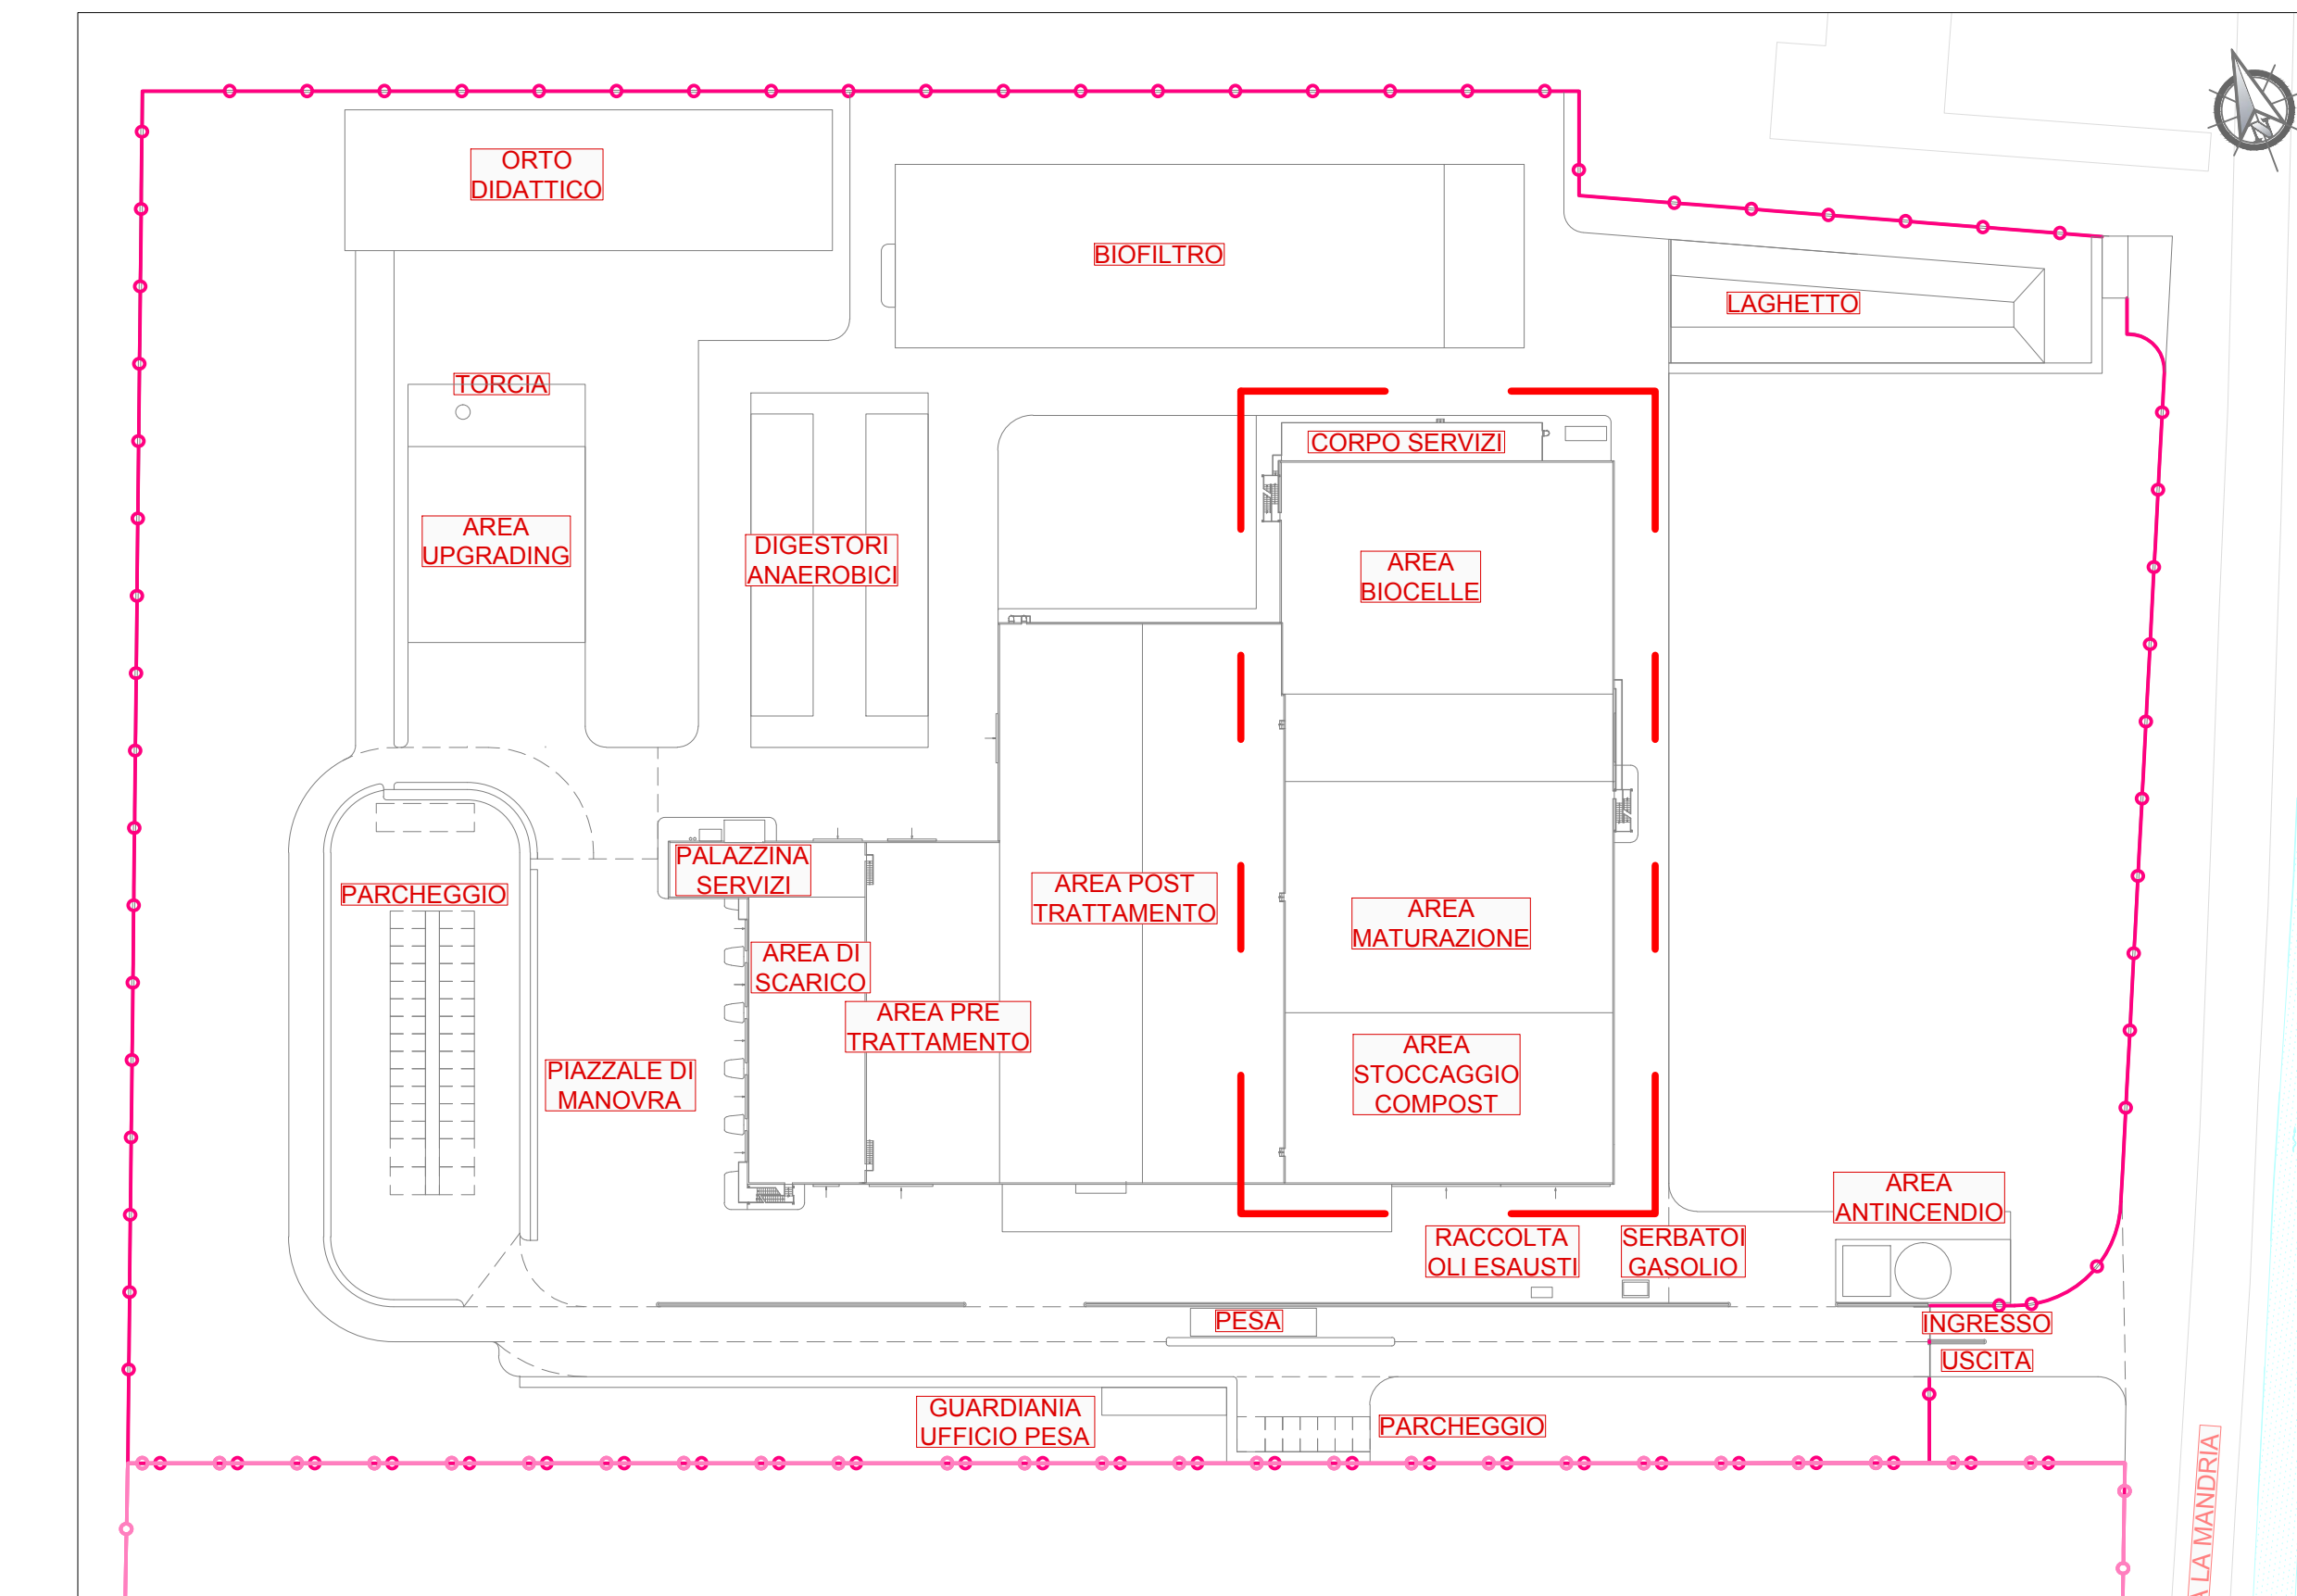 ORTO
DIDATTICO
BIOFILTRO
LAGHETTO
TORCIA
CORPO SERVIZI
AREA
UPGRADING
DIGESTORI
ANAEROBICI
AREA
BIOCELLE
PALAZZINA
SERVIZI
PARCHEGGIO
AREA POST
TRATTAMENTO
AREA
MATURAZIONE
AREA DI
SCARICO
AREA PRE
TRATTAMENTO
AREA
STOCCAGGIO
COMPOST
PIAZZALE DI
MANOVRA
AREA
ANTINCENDIO
RACCOLTA
OLI ESAUSTI
SERBATOI
GASOLIO
PESA
INGRESSO
USCITA
GUARDIANIA
UFFICIO PESA
PARCHEGGIO
LA MANDRIA
N